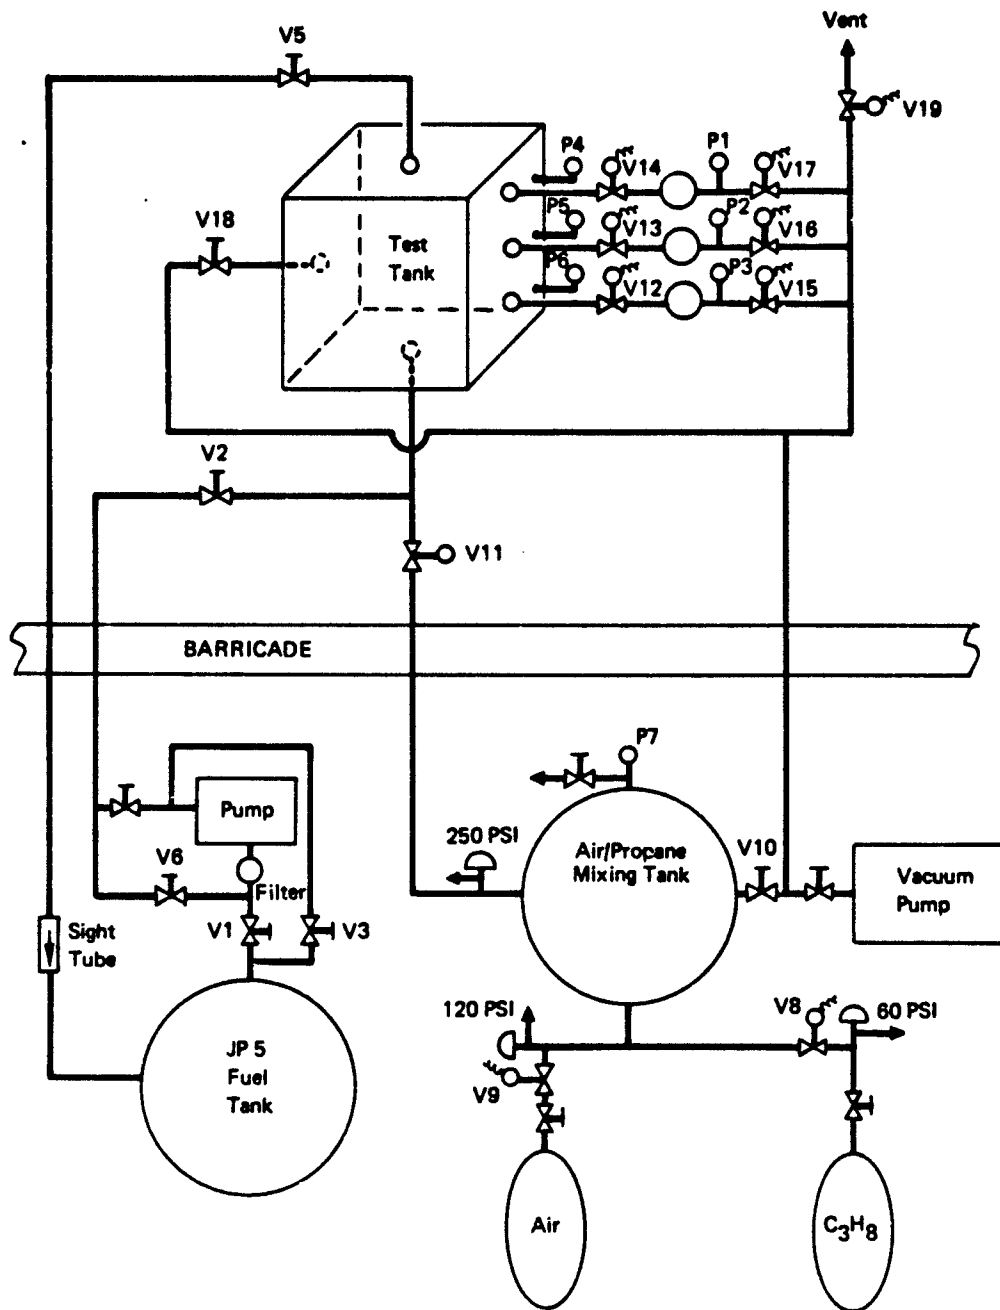 Vent
V5
V19
P4
V14
P1
V17
V18
Test
Tank
P5
V13
P2
V16
P6
V12
P3
V15
V2
V11
BARRICADE
P7
Pump
250 PSI
Air/Propane
Mixing Tank
V10
Vacuum
Pump
V6
Filter
V1
V3
Sight
Tube
120 PSI
V8
60 PSI
JP 5
Fuel
Tank
V9
Air
C₃H₈